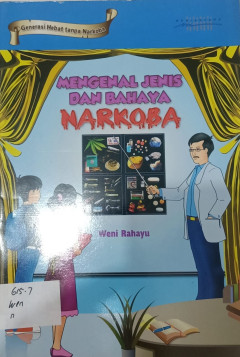 Generasi Hebat tanpa Narkoba
MENGENAL JENIS
DAN BAHAYA
NARKOBA
Weni Rahayu
615.7
Wen